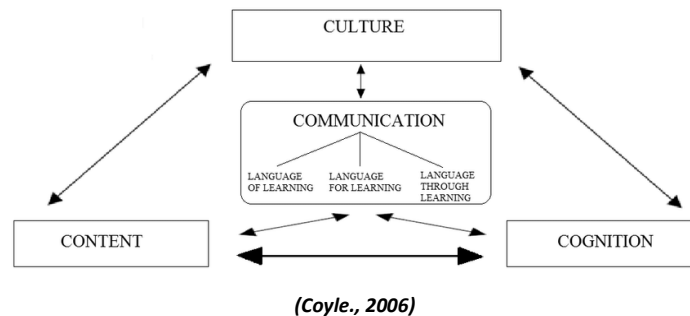 CULTURE
COMMUNICATION
LANGUAGE
OF LEARNING
LANGUAGE
FOR LEARNING
LANGUAGE
THROUGH
LEARNING
CONTENT
COGNITION
(Coyle., 2006)